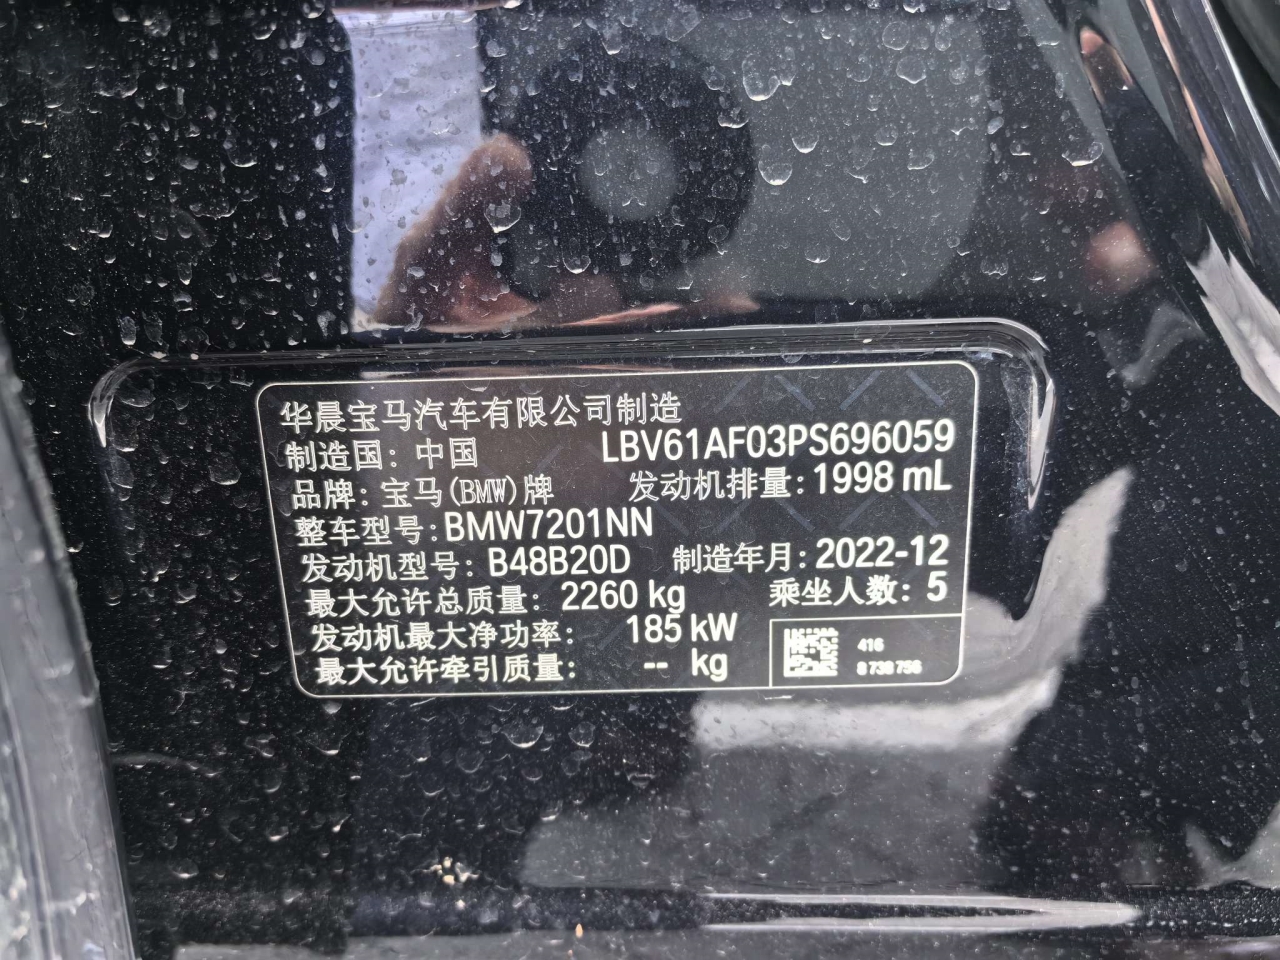 华晨宝马汽车有限公司制造
制造国：中国 LBV61AF03PS696059
品牌：宝马(BMW)牌 发动机排量：1998 mL
整车型号：BMW7201NN
发动机型号：B48B20D 制造年月：2022-12
最大允许总质量：2260 kg 乘坐人数：5
发动机最大净功率：185 kW
最大允许牵引质量：-- kg
416
8 738 756